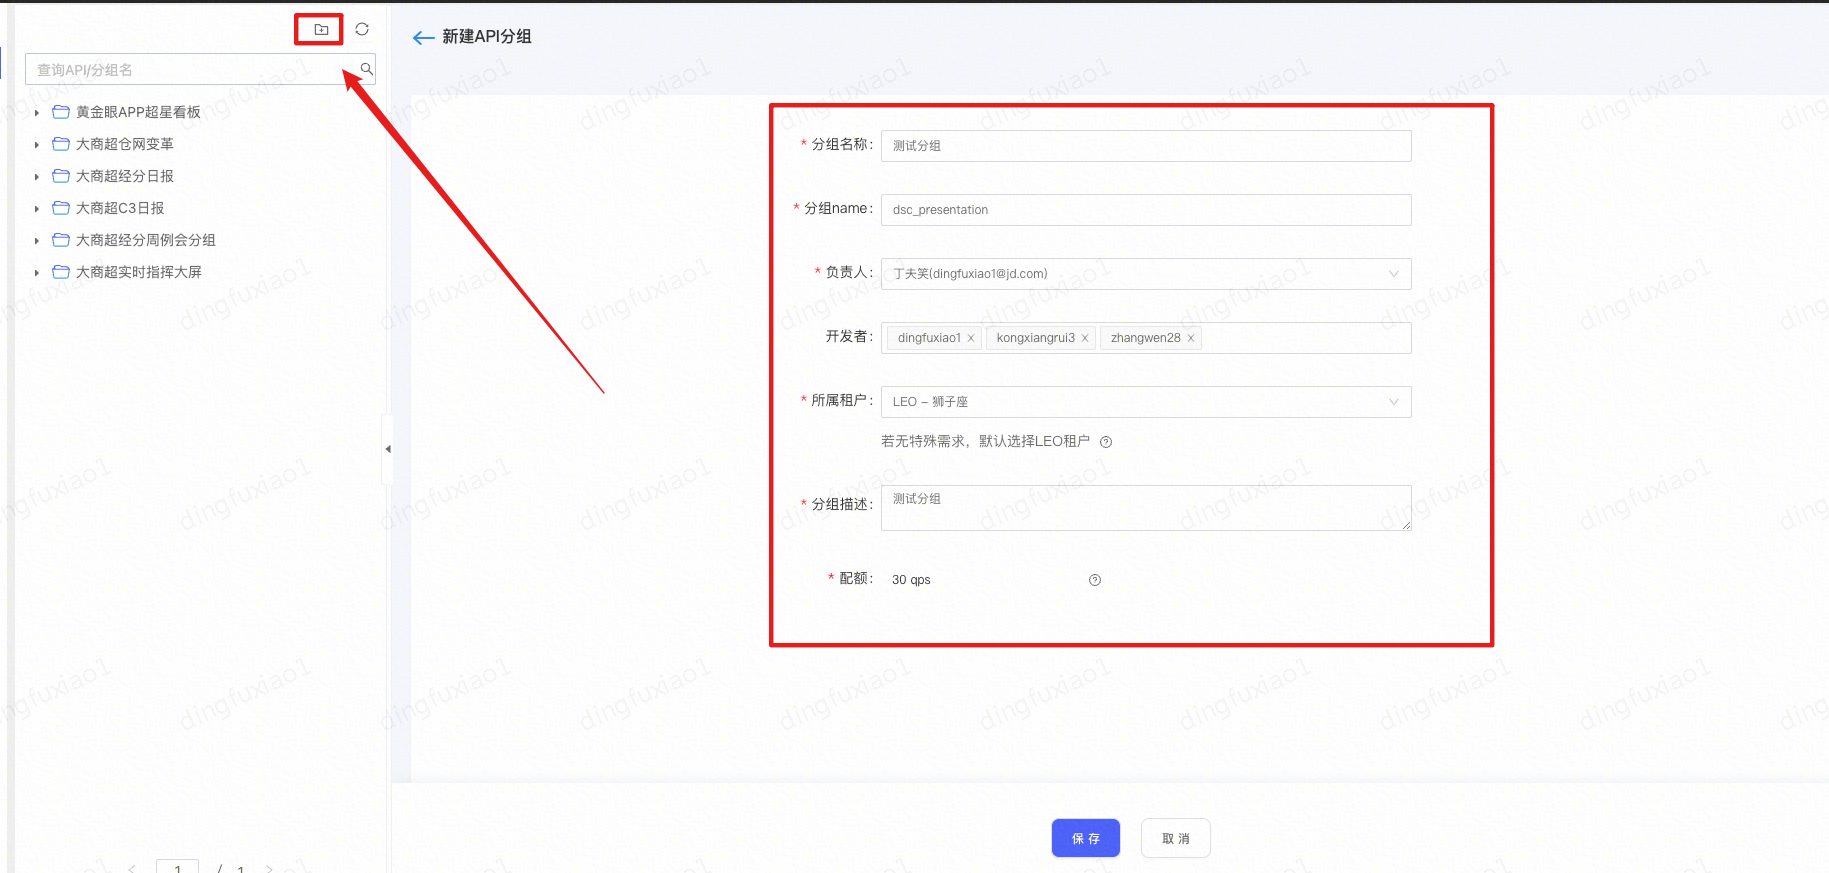 新建API分组
查询API/分组名
黄金眼APP超星看板
大商超仓网变革
大商超经分日报
大商超C3日报
大商超经分周例会分组
大商超实时指挥大屏
1 / 1
* 分组名称: 测试分组
* 分组name: dsc_presentation
* 负责人: 丁夫笑(dingfuxiao1@jd.com)
开发者: dingfuxiao1 x kongxiangrui3 x zhangwen28 x
* 所属租户: LEO – 狮子座
若无特殊需求，默认选择LEO租户
* 分组描述: 测试分组
* 配额: 30 qps
保 存 取 消
dingfuxiao1